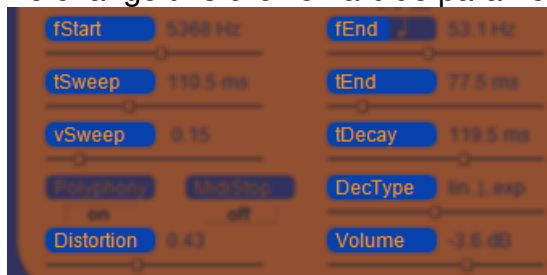 fStart 5368 Hz fEnd 53.1 Hz
tSweep 110.5 ms tEnd 77.5 ms
vSweep 0.15 tDecay 119.5 ms
Polyphony MidiStop DecType lin.|.exp
on off
Distortion 0.43 Volume -3.6 dB